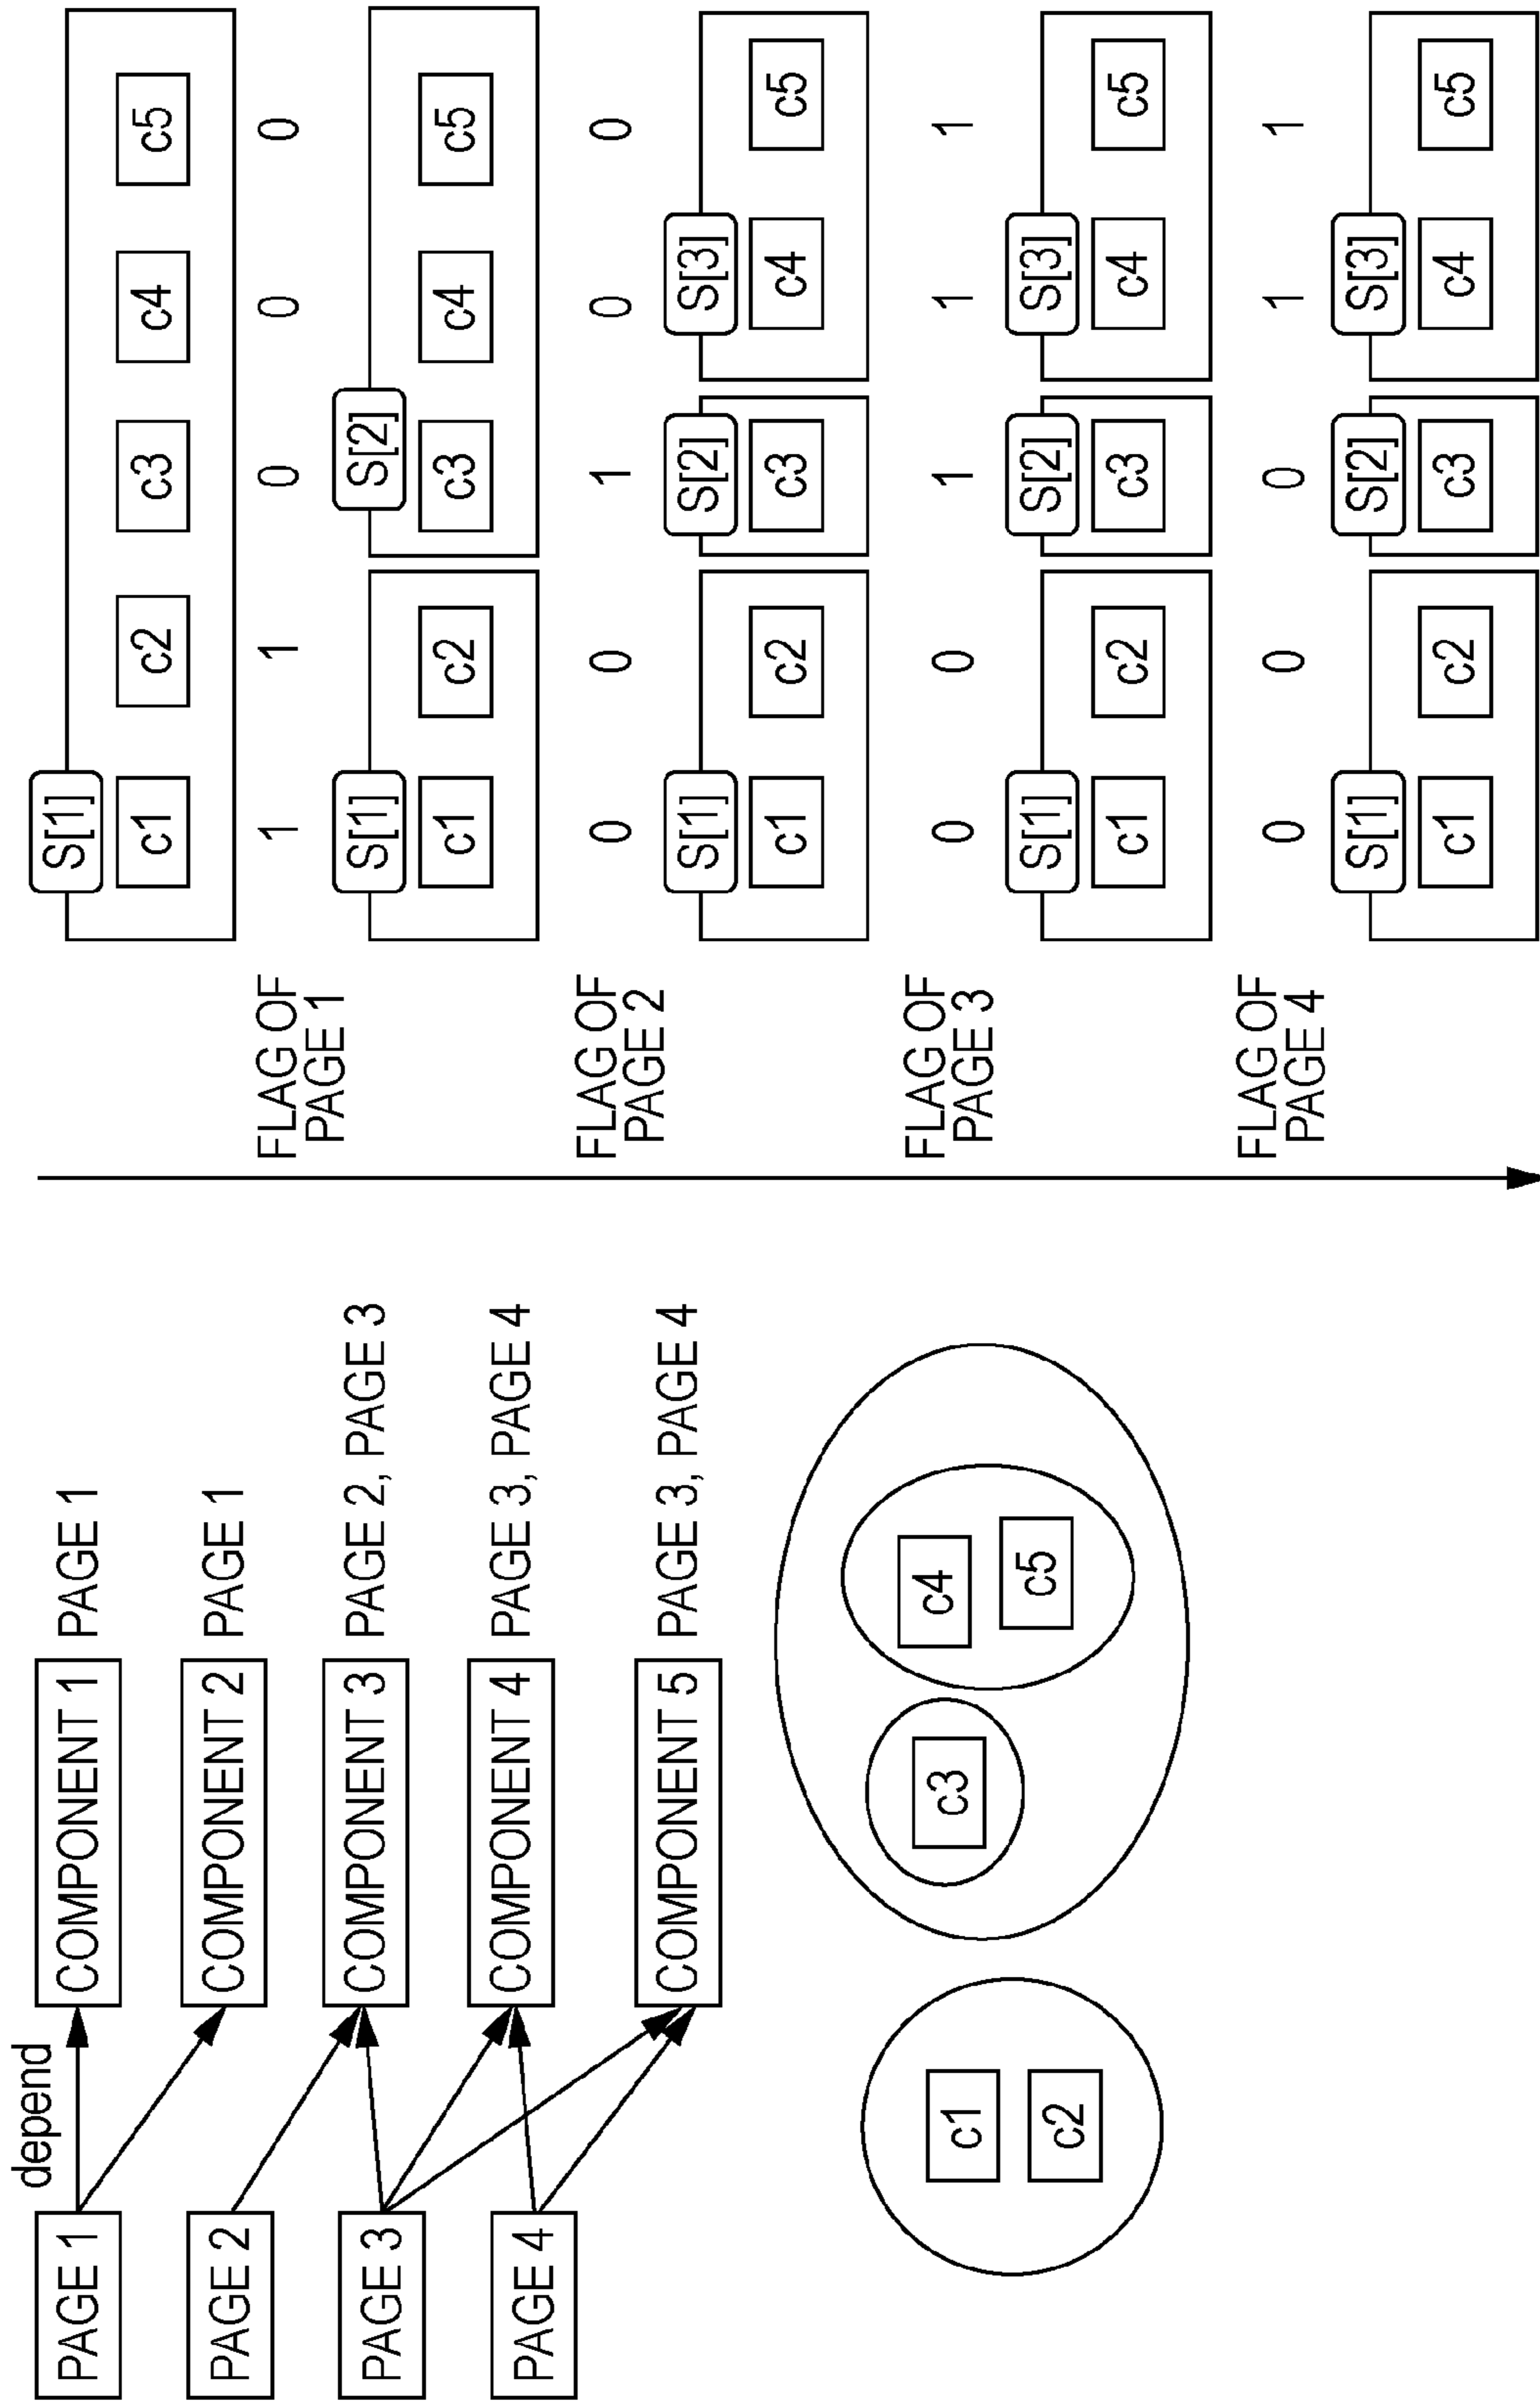 depend
PAGE 1
COMPONENT 1
PAGE 1
PAGE 2
COMPONENT 2
PAGE 1
PAGE 3
COMPONENT 3
PAGE 2, PAGE 3
PAGE 4
COMPONENT 4
PAGE 3, PAGE 4
COMPONENT 5
PAGE 3, PAGE 4
c1
c2
c3
c4
c5
S[1]
c1 c2 c3 c4 c5
FLAG OF
PAGE 1
1 1 0 0 0
S[1] S[2]
c1 c2 c3 c4 c5
FLAG OF
PAGE 2
0 0 1 0 0
S[1] S[2] S[3]
c1 c2 c3 c4 c5
FLAG OF
PAGE 3
0 0 1 1 1
S[1] S[2] S[3]
c1 c2 c3 c4 c5
FLAG OF
PAGE 4
0 0 0 1 1
S[1] S[2] S[3]
c1 c2 c3 c4 c5